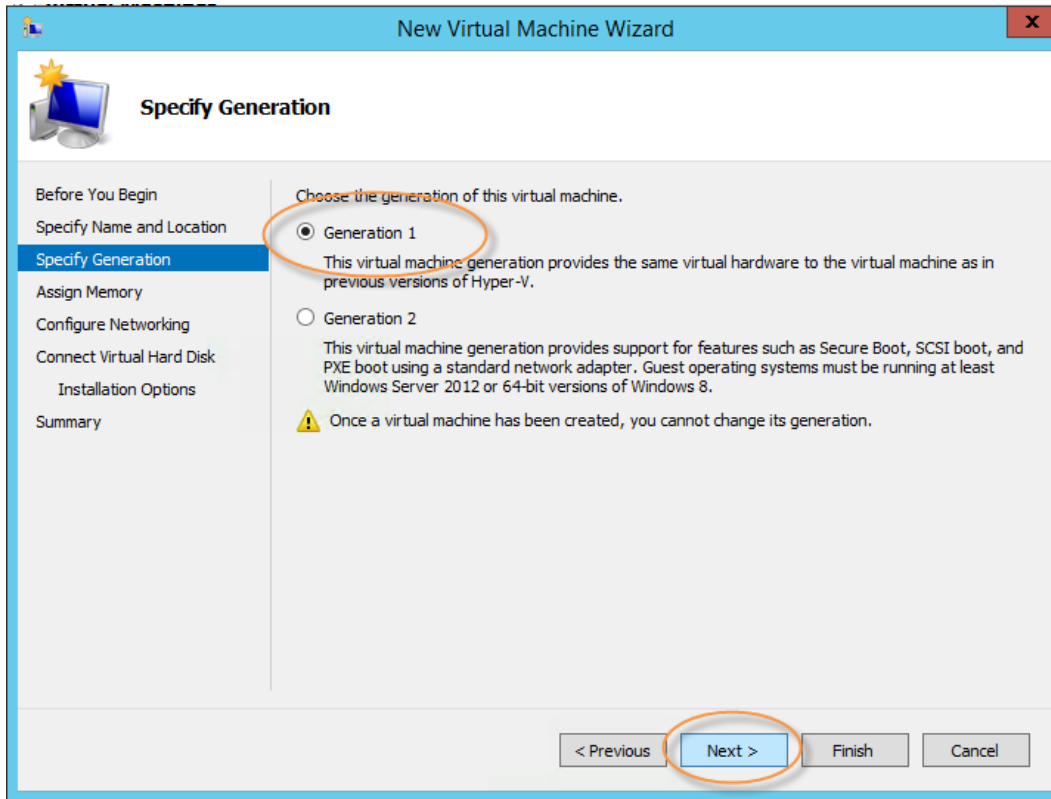 New Virtual Machine Wizard
x
Specify Generation
Before You Begin
Specify Name and Location
Specify Generation
Assign Memory
Configure Networking
Connect Virtual Hard Disk
Installation Options
Summary
Choose the generation of this virtual machine.
Generation 1
This virtual machine generation provides the same virtual hardware to the virtual machine as in
previous versions of Hyper-V.
Generation 2
This virtual machine generation provides support for features such as Secure Boot, SCSI boot, and
PXE boot using a standard network adapter. Guest operating systems must be running at least
Windows Server 2012 or 64-bit versions of Windows 8.
Once a virtual machine has been created, you cannot change its generation.
< Previous
Next >
Finish
Cancel